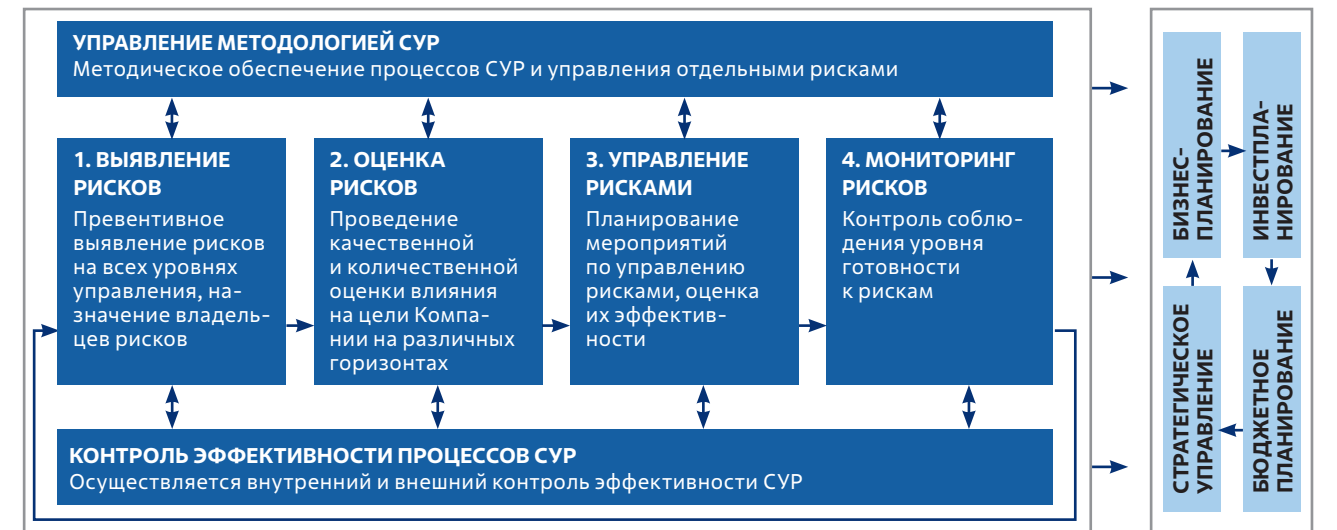 УПРАВЛЕНИЕ МЕТОДОЛОГИЕЙ СУР
Методическое обеспечение процессов СУР и управления отдельными рисками
1. ВЫЯВЛЕНИЕ
РИСКОВ
Превентивное
выявление рисков
на всех уровнях
управления, на-
значение владель-
цев рисков
2. ОЦЕНКА
РИСКОВ
Проведение
качественной
и количественной
оценки влияния
на цели Компа-
нии на различных
горизонтах
3. УПРАВЛЕНИЕ
РИСКАМИ
Планирование
мероприятий
по управлению
рисками, оценка
их эффектив-
ности
4. МОНИТОРИНГ
РИСКОВ
Контроль соблю-
дения уровня
готовности
к рискам
КОНТРОЛЬ ЭФФЕКТИВНОСТИ ПРОЦЕССОВ СУР
Осуществляется внутренний и внешний контроль эффективности СУР
БИЗНЕС-
ПЛАНИРОВАНИЕ
ИНВЕСТПЛА-
НИРОВАНИЕ
СТРАТЕГИЧЕСКОЕ
УПРАВЛЕНИЕ
БЮДЖЕТНОЕ
ПЛАНИРОВАНИЕ